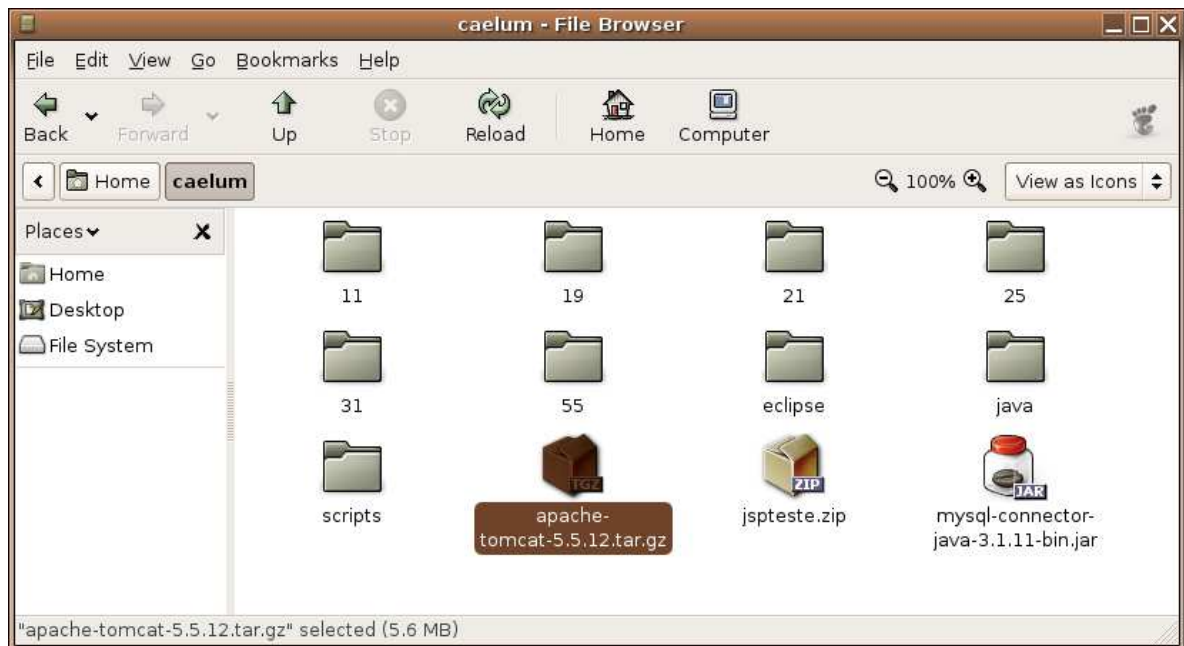 caelum - File Browser
File Edit View Go Bookmarks Help
Back Forward Up Stop Reload Home Computer
Home caelum 100% View as Icons
Places
Home
Desktop
File System
11 19 21 25
31 55 eclipse java
TGZ ZIP JAR
scripts apache- jspteste.zip mysql-connector-
tomcat-5.5.12.tar.gz java-3.1.11-bin.jar
"apache-tomcat-5.5.12.tar.gz" selected (5.6 MB)